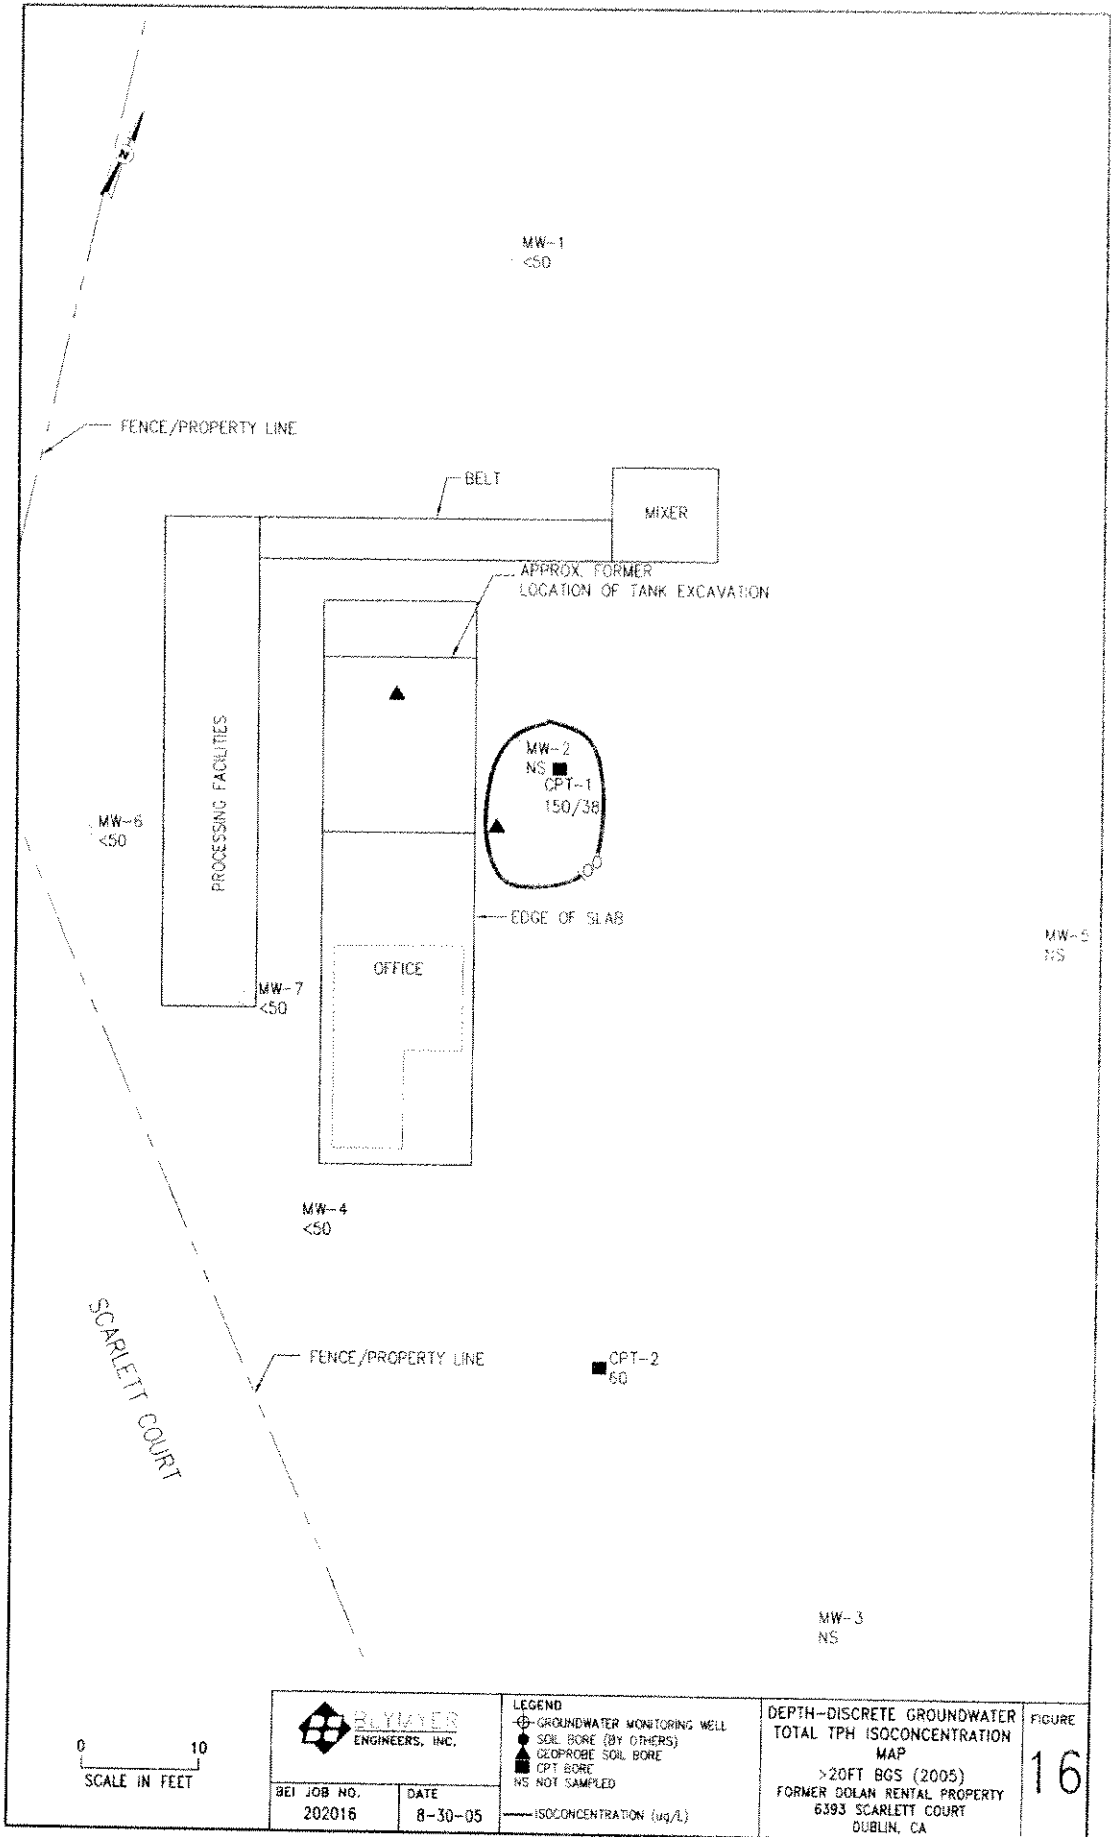 N
MW-1
<50
FENCE/PROPERTY LINE
BELT
MIXER
APPROX. FORMER
LOCATION OF TANK EXCAVATION
PROCESSING FACILITIES
MW-2
NS
CPT-1
150/38
100
MW-6
<50
EDGE OF SLAB
MW-5
NS
OFFICE
MW-7
<50
MW-4
<50
SCARLETT COURT
FENCE/PROPERTY LINE
CPT-2
60
MW-3
NS
0 10
SCALE IN FEET
BLYMYER
ENGINEERS, INC.
BEI JOB NO.
202016
DATE
8-30-05
LEGEND
GROUNDWATER MONITORING WELL
SOIL BORE (BY OTHERS)
GEOPROBE SOIL BORE
CPT BORE
NS NOT SAMPLED
ISOCONCENTRATION (ug/L)
DEPTH-DISCRETE GROUNDWATER
TOTAL TPH ISOCONCENTRATION
MAP
>20FT BGS (2005)
FORMER DOLAN RENTAL PROPERTY
6393 SCARLETT COURT
DUBLIN, CA
FIGURE
16